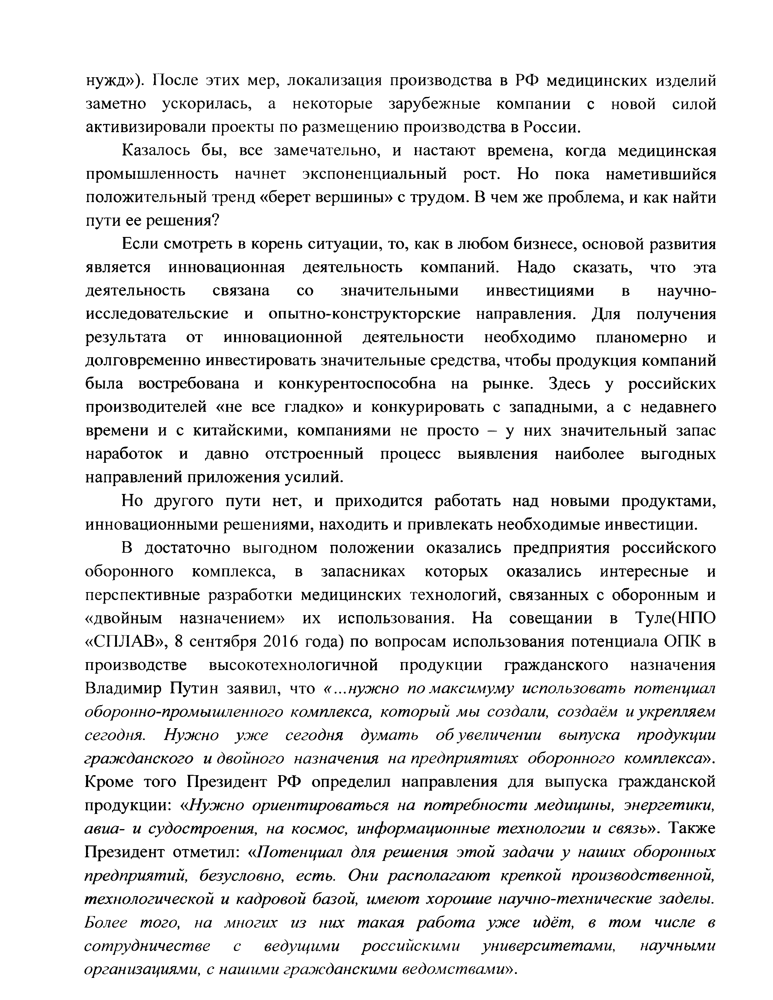 нужд»). После этих мер, локализация производства в РФ медицинских изделий
заметно ускорилась, а некоторые зарубежные компании с новой силой
активизировали проекты по размещению производства в России.
Казалось бы, все замечательно, и настают времена, когда медицинская
промышленность начнет экспоненциальный рост. Но пока наметившийся
положительный тренд «берет вершины» с трудом. В чем же проблема, и как найти
пути ее решения?
Если смотреть в корень ситуации, то, как в любом бизнесе, основой развития
является инновационная деятельность компаний. Надо сказать, что эта
деятельность связана со значительными инвестициями в научно-
исследовательские и опытно-конструкторские направления. Для получения
результата от инновационной деятельности необходимо планомерно и
долговременно инвестировать значительные средства, чтобы продукция компаний
была востребована и конкурентоспособна на рынке. Здесь у российских
производителей «не все гладко» и конкурировать с западными, а с недавнего
времени и с китайскими, компаниями не просто – у них значительный запас
наработок и давно отстроенный процесс выявления наиболее выгодных
направлений приложения усилий.
Но другого пути нет, и приходится работать над новыми продуктами,
инновационными решениями, находить и привлекать необходимые инвестиции.
В достаточно выгодном положении оказались предприятия российского
оборонного комплекса, в запасниках которых оказались интересные и
перспективные разработки медицинских технологий, связанных с оборонным и
«двойным назначением» их использования. На совещании в Туле(НПО
«СПЛАВ», 8 сентября 2016 года) по вопросам использования потенциала ОПК в
производстве высокотехнологичной продукции гражданского назначения
Владимир Путин заявил, что «...нужно по максимуму использовать потенциал
оборонно-промышленного комплекса, который мы создали, создаём и укрепляем
сегодня. Нужно уже сегодня думать об увеличении выпуска продукции
гражданского и двойного назначения на предприятиях оборонного комплекса».
Кроме того Президент РФ определил направления для выпуска гражданской
продукции: «Нужно ориентироваться на потребности медицины, энергетики,
авиа- и судостроения, на космос, информационные технологии и связь». Также
Президент отметил: «Потенциал для решения этой задачи у наших оборонных
предприятий, безусловно, есть. Они располагают крепкой производственной,
технологической и кадровой базой, имеют хорошие научно-технические заделы.
Более того, на многих из них такая работа уже идёт, в том числе в
сотрудничестве с ведущими российскими университетами, научными
организациями, с нашими гражданскими ведомствами».